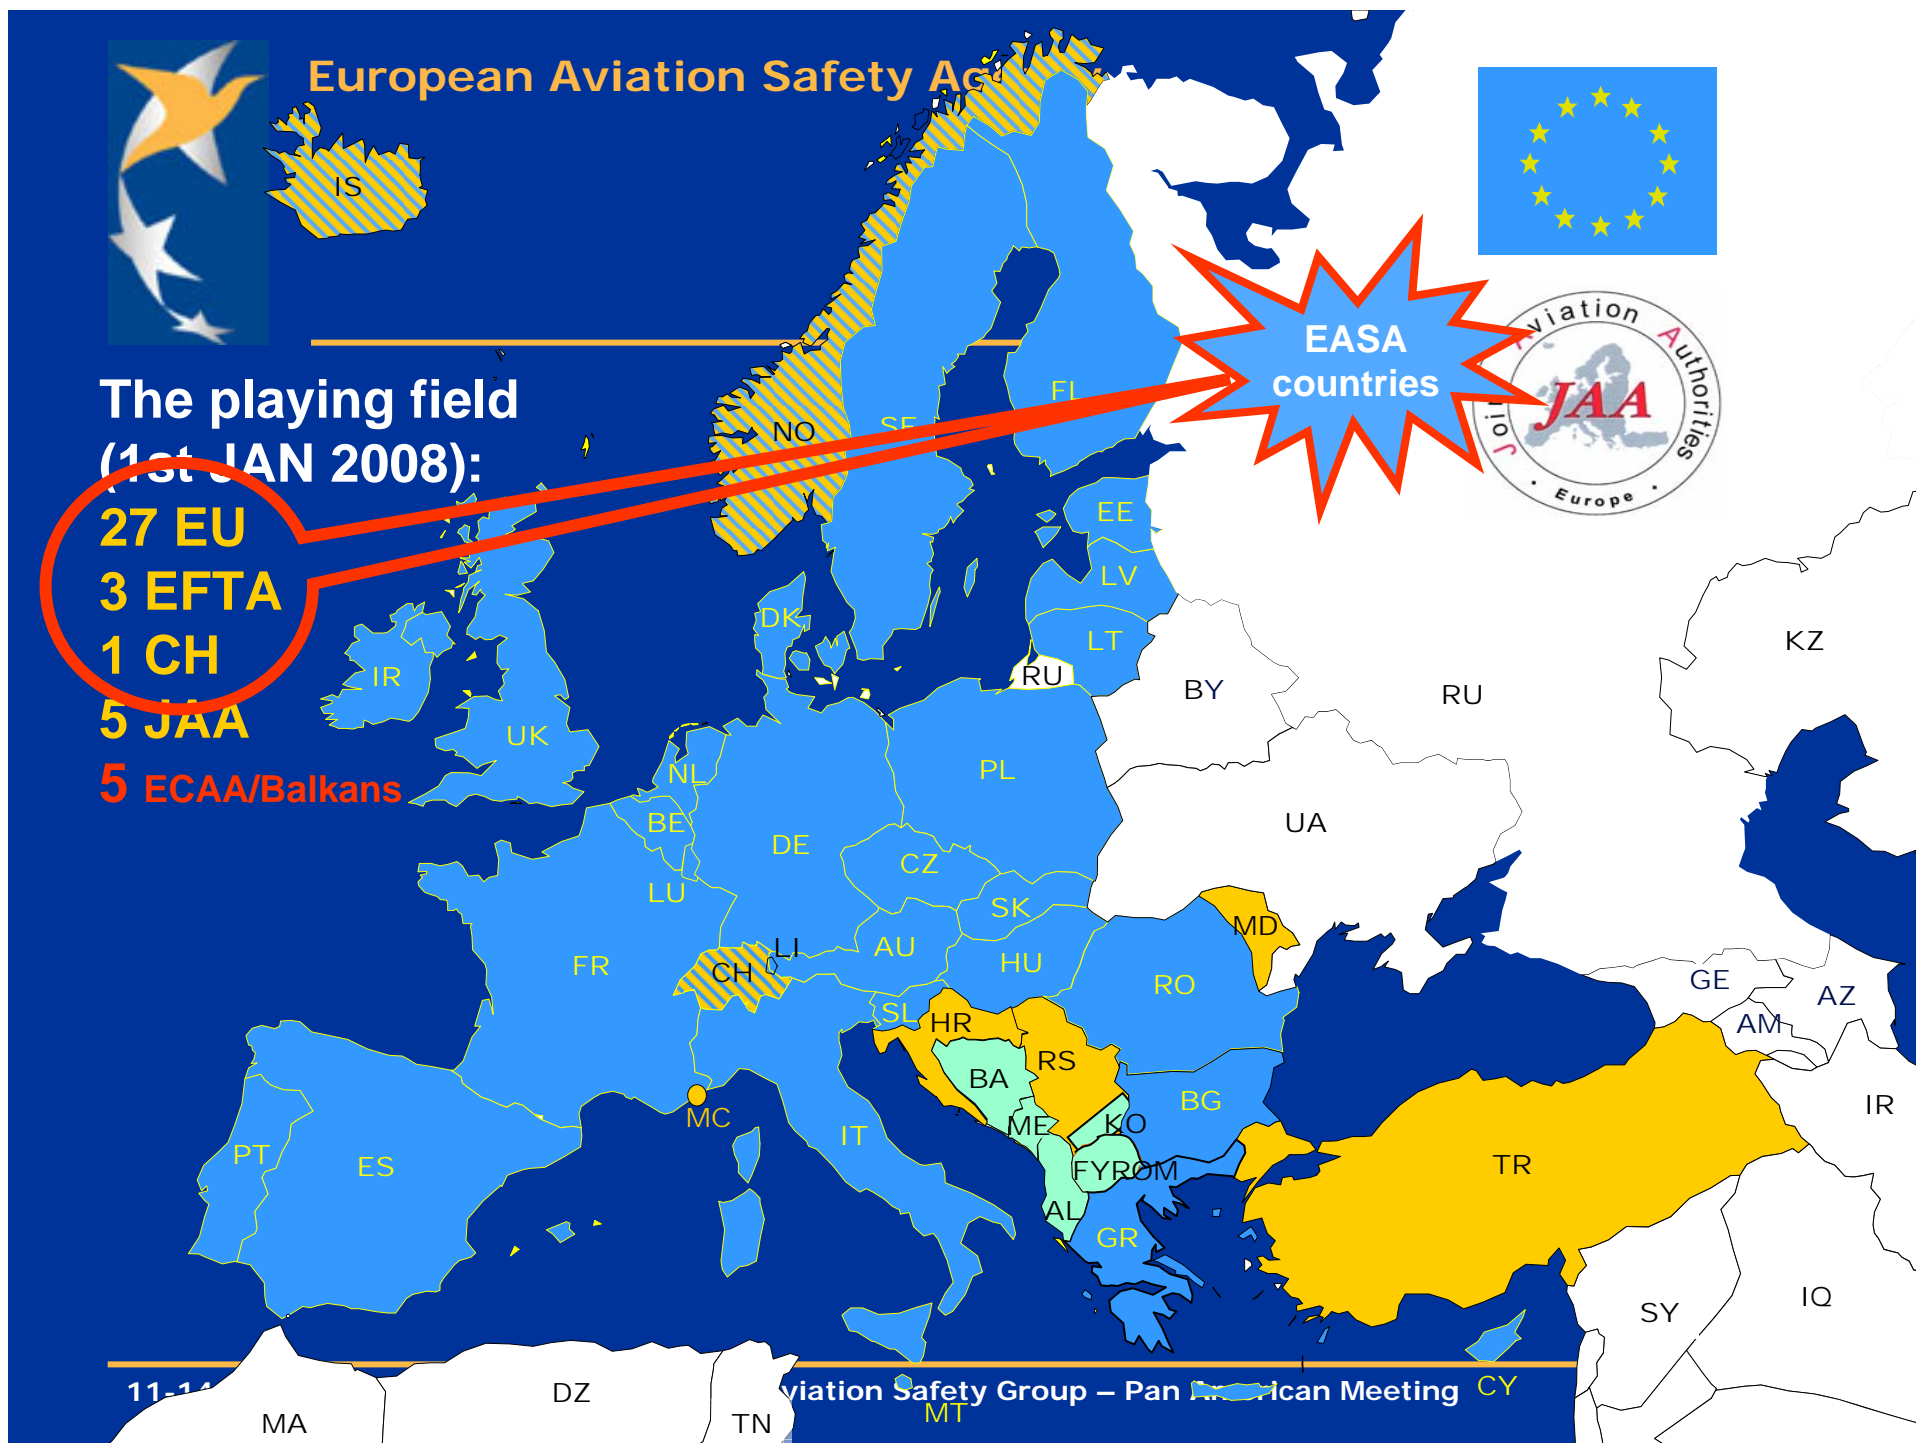 European Aviation Safety
The playing field
(1st JAN 2008):
27 EU
3 EFTA
1 CH
5 JAA
5 ECAA/Balkans
EASA
countries
Aviation Authorities
JAA
Europe
IS
NO
SE
FI
EE
LV
LT
RU
DK
IR
UK
NL
BE
LU
DE
PL
CZ
SK
BY
RU
KZ
UA
FR
CH
LI
AU
HU
RO
MD
SL
HR
RS
BA
ME
KO
FYROM
AL
GR
BG
MC
IT
PT
ES
TR
GE
AZ
AM
IR
SY
IQ
CY
MT
MA
DZ
TN
Safety Group – Pan American Meeting